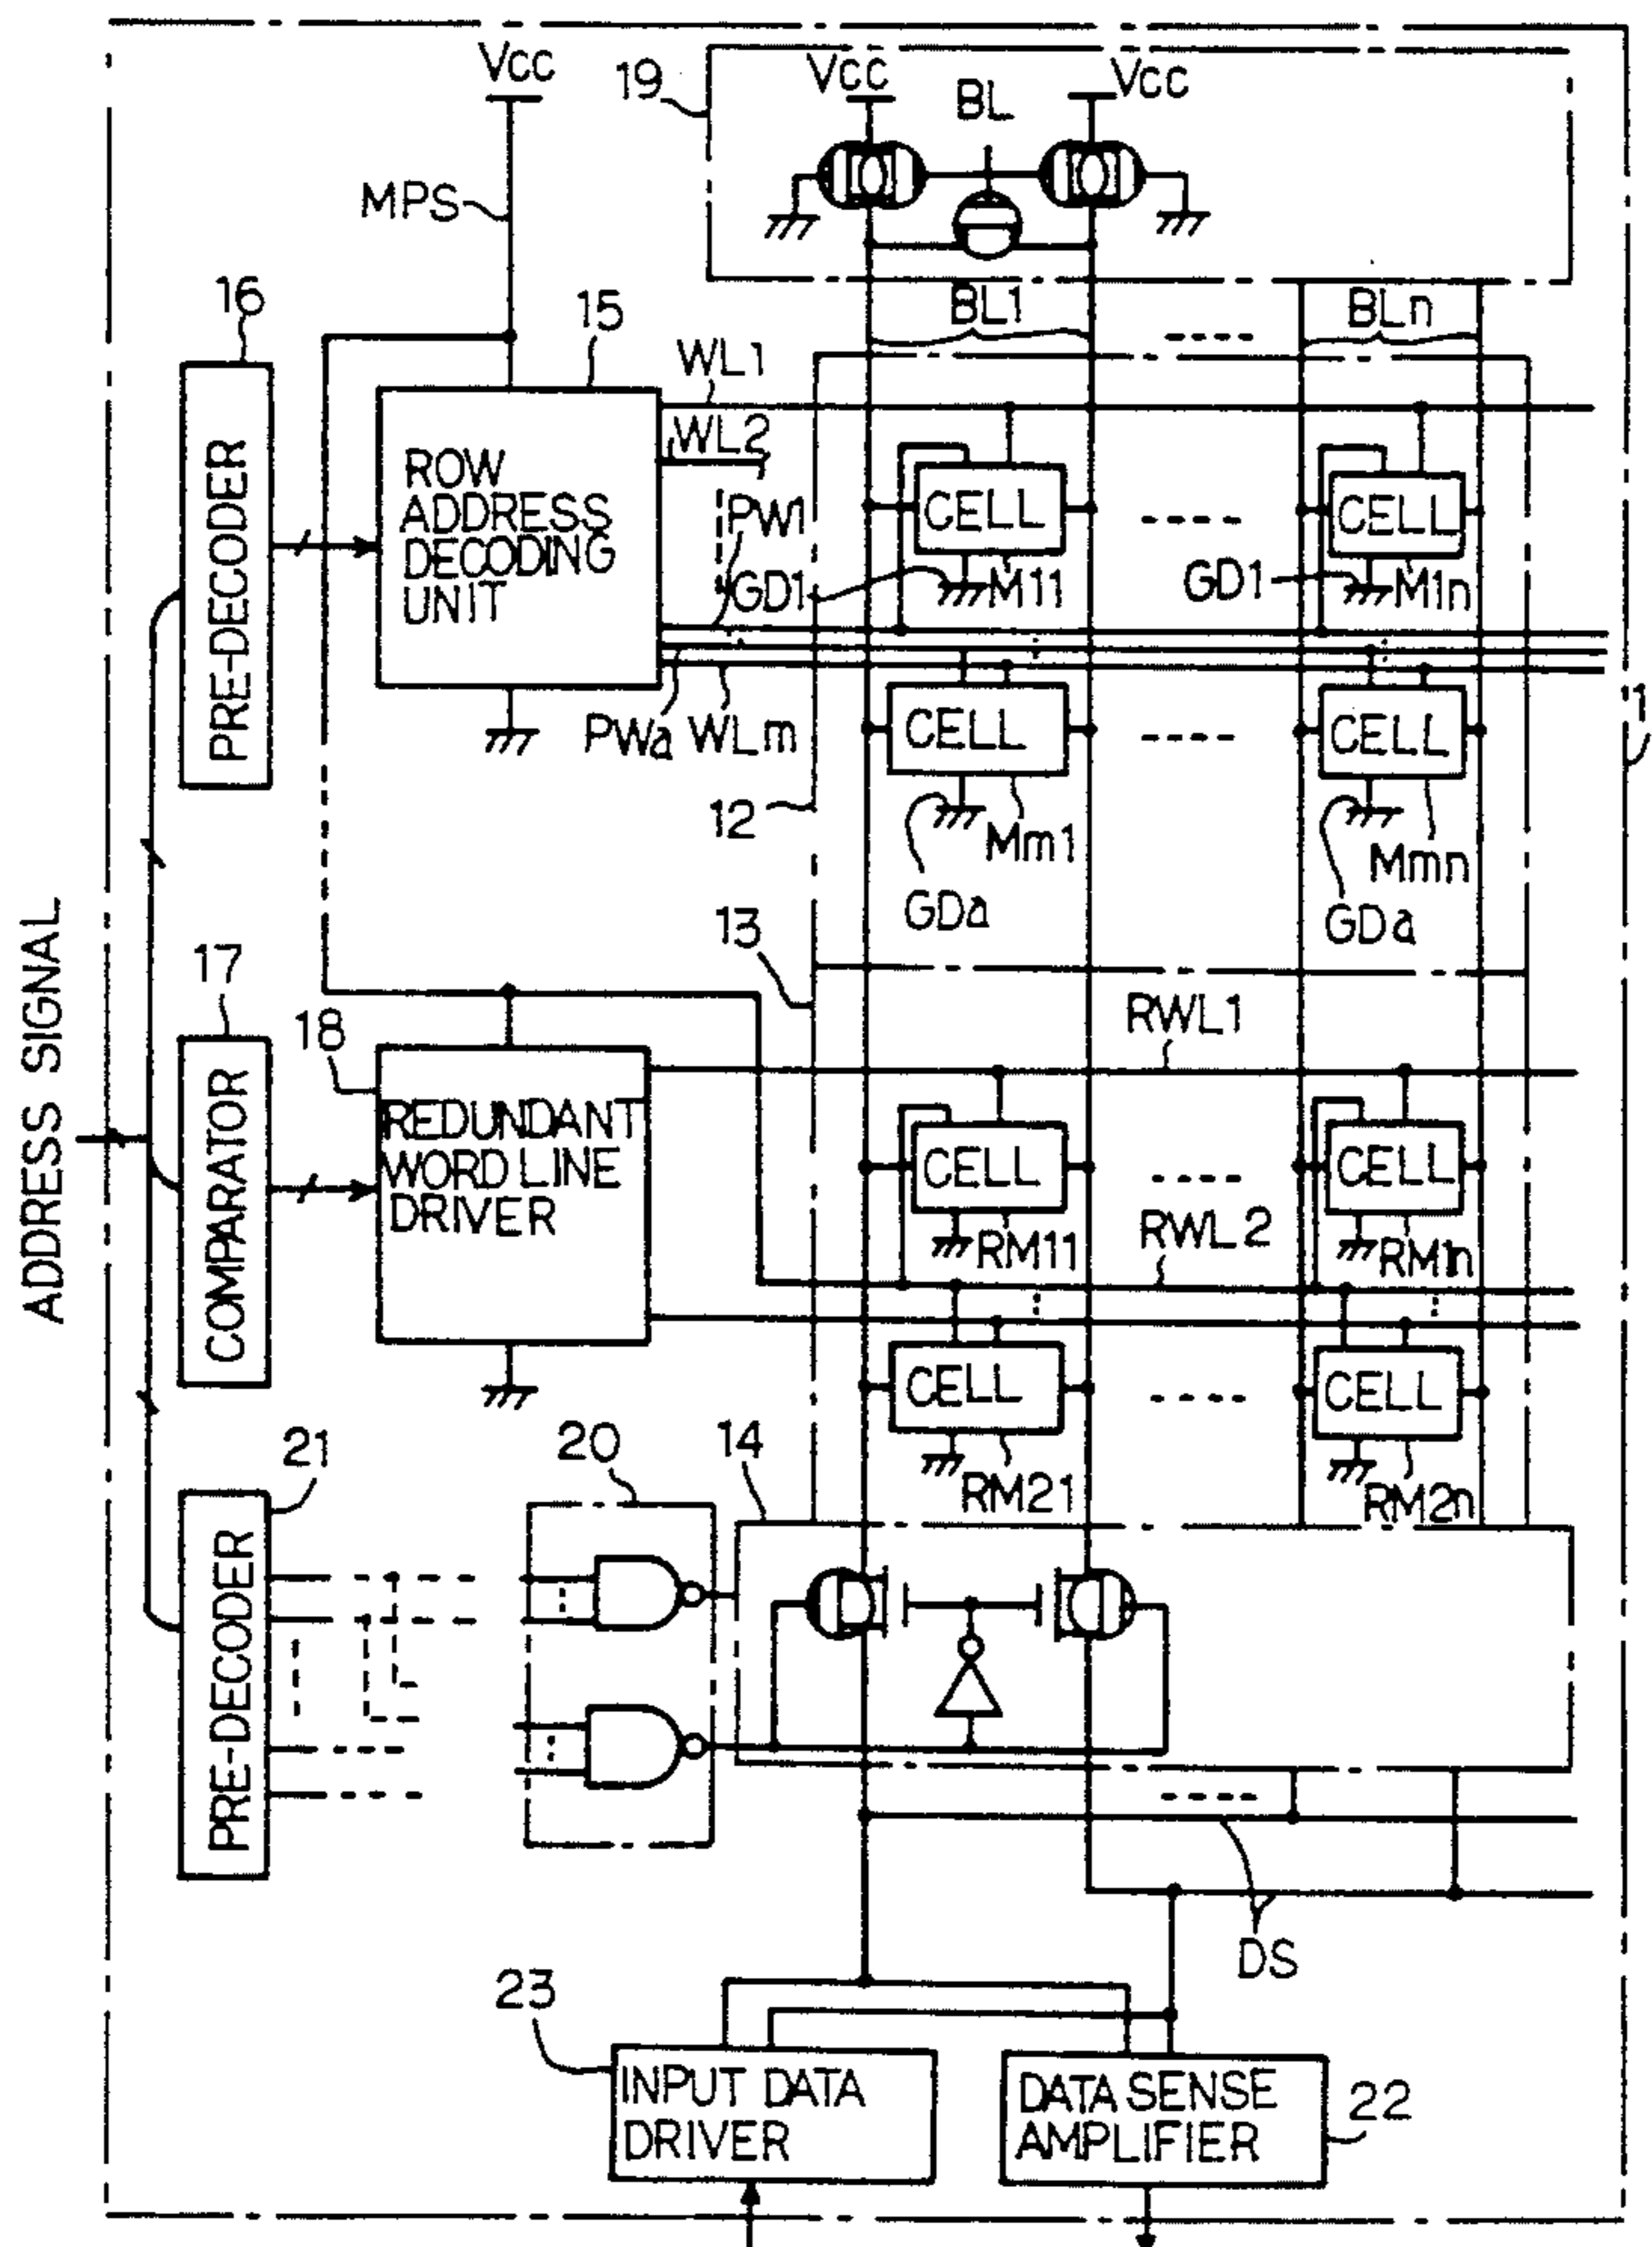 Vcc
19
Vcc
BL
Vcc
MPS
16
15
BL1
BLn
WL1
WL2
PRE-DECODER
ROW
ADDRESS
DECODING
UNIT
PW1
GD1
CELL
M11
GD1
CELL
M1n
PWa
WLm
CELL
CELL
11
12
Mm1
Mmn
GDa
GDa
ADDRESS SIGNAL
13
17
18
RWL1
COMPARATOR
REDUNDANT
WORD LINE
DRIVER
CELL
CELL
RM11
RWL2
RM1n
CELL
CELL
21
20
14
RM21
RM2n
PRE-DECODER
DS
23
INPUT DATA
DRIVER
DATA SENSE
AMPLIFIER
22